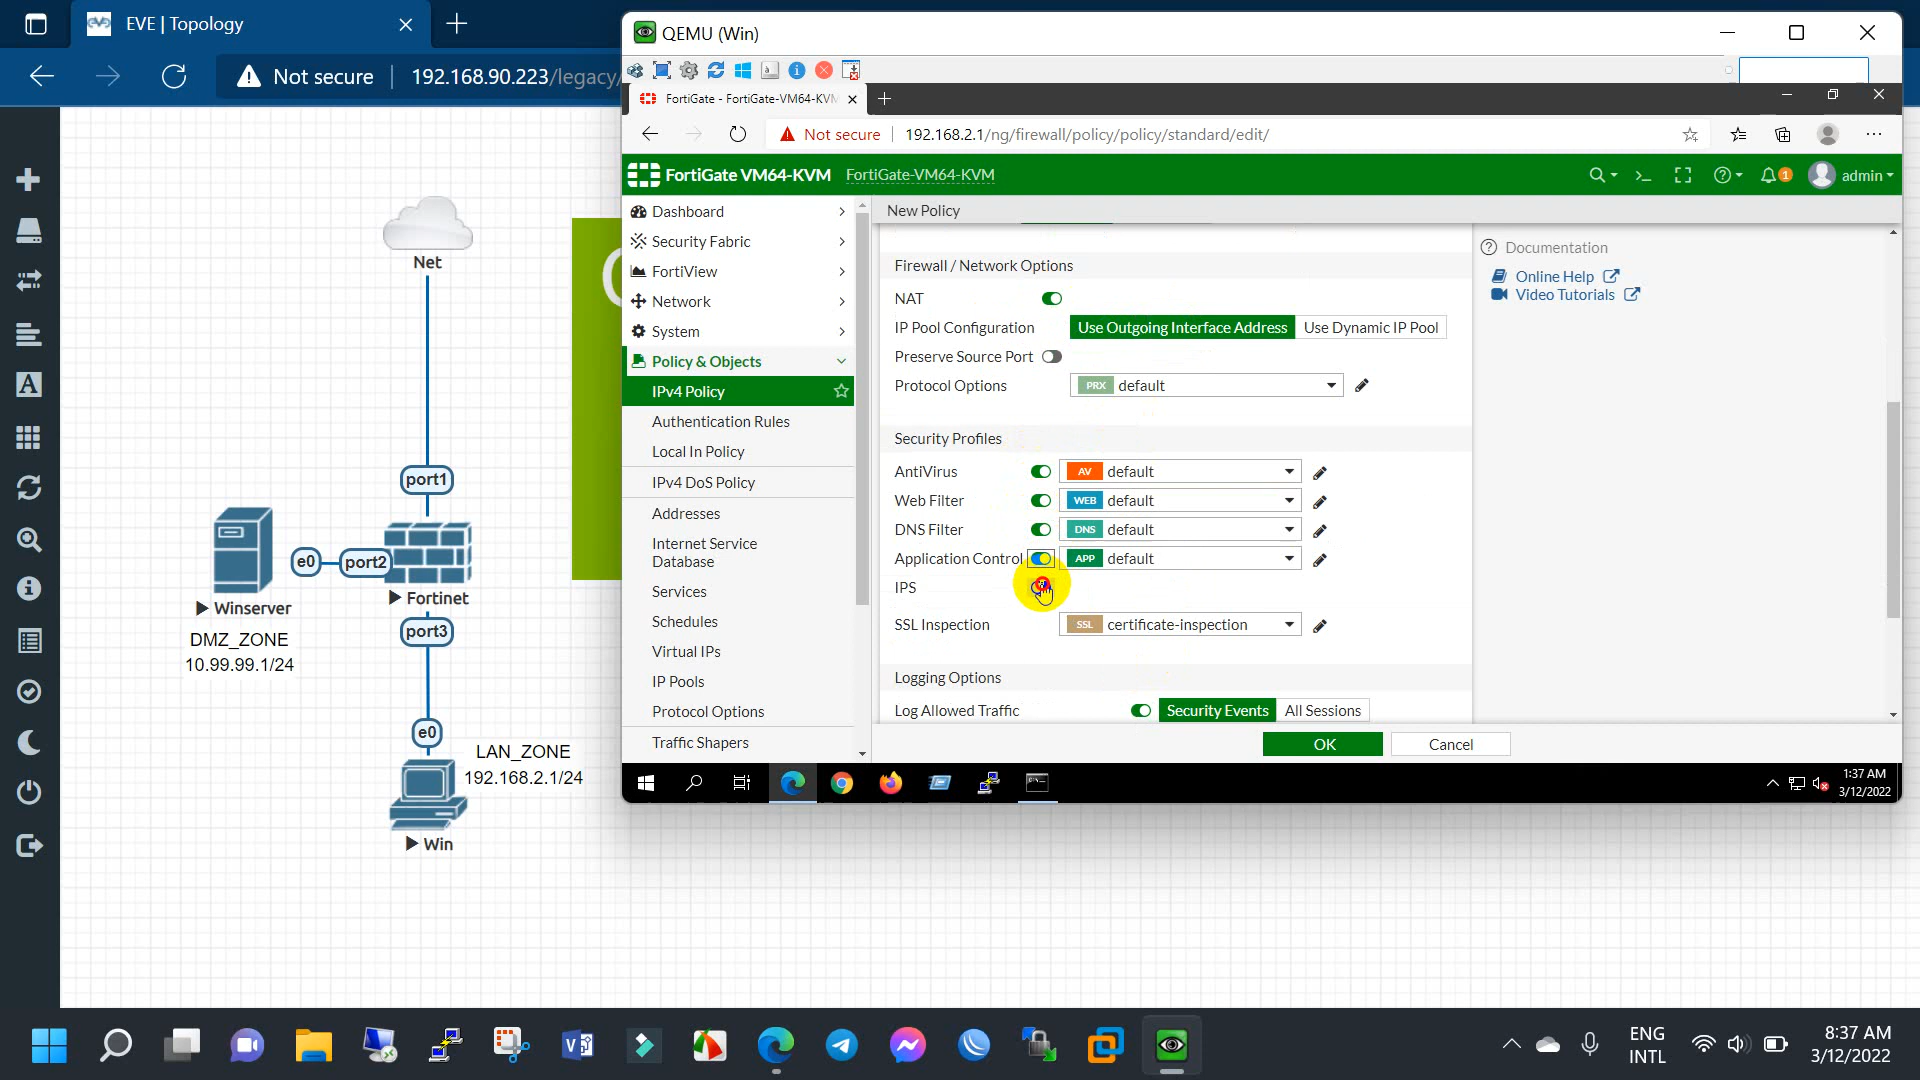 EVE | Topology
Not secure
192.168.90.223/legacy/
Net
port1
e0
port2
Winserver
Fortinet
DMZ_ZONE
10.99.99.1/24
port3
e0
LAN_ZONE
192.168.2.1/24
Win
QEMU (Win)
FortiGate - FortiGate-VM64-KVM
Not secure
192.168.2.1/ng/firewall/policy/policy/standard/edit/
FortiGate VM64-KVM
FortiGate-VM64-KVM
1
admin
Dashboard
Security Fabric
FortiView
Network
System
Policy & Objects
IPv4 Policy
Authentication Rules
Local In Policy
IPv4 DoS Policy
Addresses
Internet Service
Database
Services
Schedules
Virtual IPs
IP Pools
Protocol Options
Traffic Shapers
New Policy
Firewall / Network Options
NAT
IP Pool Configuration
Use Outgoing Interface Address
Use Dynamic IP Pool
Preserve Source Port
Protocol Options
PRX default
Security Profiles
AntiVirus
AV default
Web Filter
WEB default
DNS Filter
DNS default
Application Control
APP default
IPS
SSL Inspection
SSL certificate-inspection
Logging Options
Log Allowed Traffic
Security Events
All Sessions
OK
Cancel
Documentation
Online Help
Video Tutorials
1:37 AM
3/12/2022
ENG
INTL
8:37 AM
3/12/2022